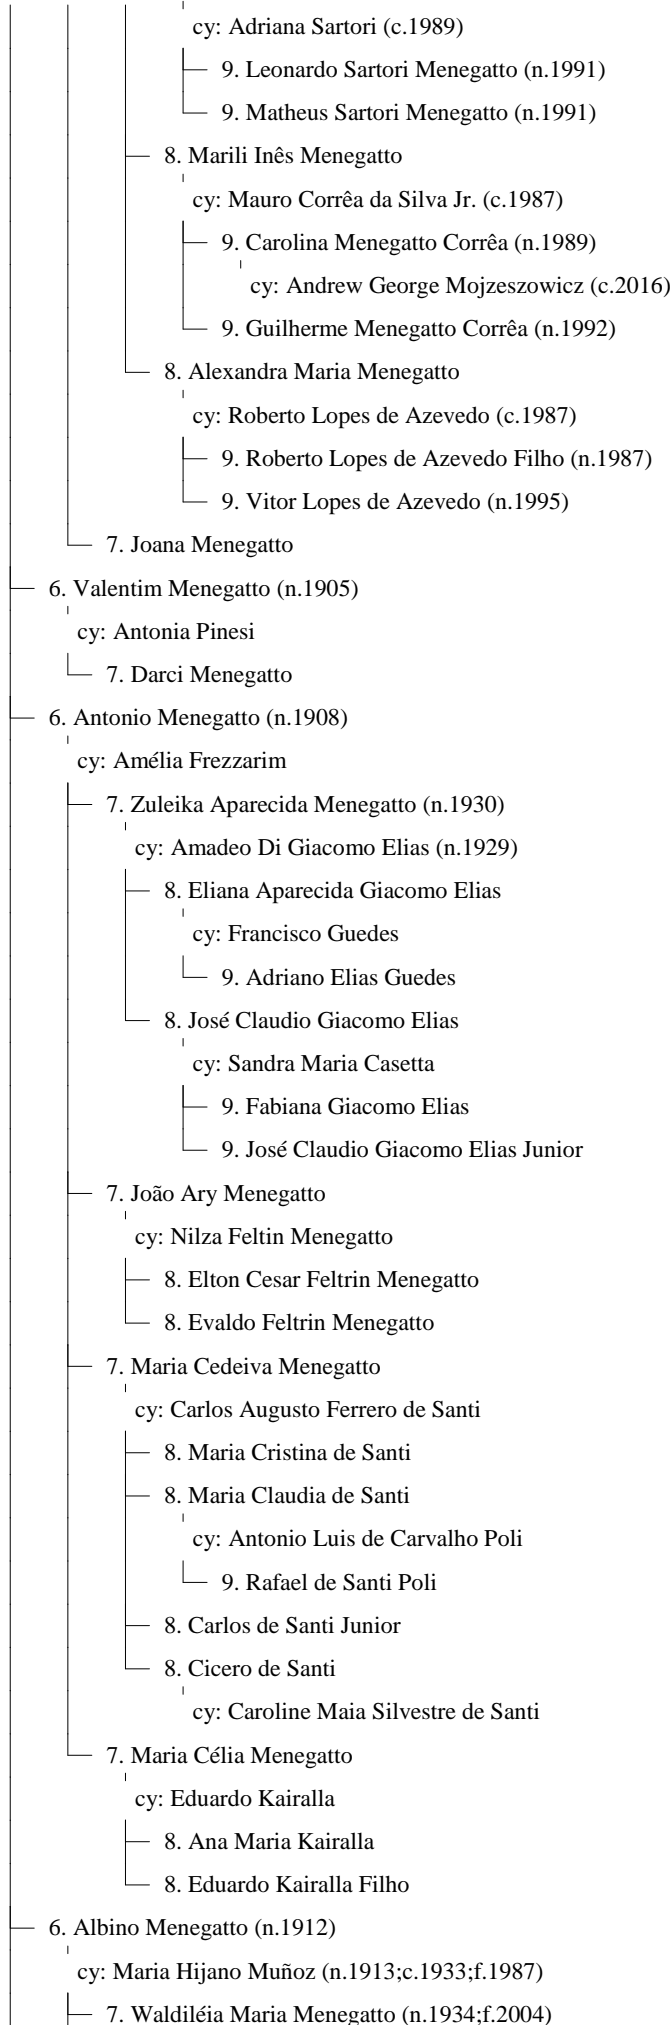 cy: Adriana Sartori (c.1989)
9. Leonardo Sartori Menegatto (n.1991)
9. Matheus Sartori Menegatto (n.1991)
8. Marili Inês Menegatto
cy: Mauro Corrêa da Silva Jr. (c.1987)
9. Carolina Menegatto Corrêa (n.1989)
cy: Andrew George Mojzeszowicz (c.2016)
9. Guilherme Menegatto Corrêa (n.1992)
8. Alexandra Maria Menegatto
cy: Roberto Lopes de Azevedo (c.1987)
9. Roberto Lopes de Azevedo Filho (n.1987)
9. Vitor Lopes de Azevedo (n.1995)
7. Joana Menegatto
6. Valentim Menegatto (n.1905)
cy: Antonia Pinesi
7. Darci Menegatto
6. Antonio Menegatto (n.1908)
cy: Amélia Frezzarim
7. Zuleika Aparecida Menegatto (n.1930)
cy: Amadeo Di Giacomo Elias (n.1929)
8. Eliana Aparecida Giacomo Elias
cy: Francisco Guedes
9. Adriano Elias Guedes
8. José Claudio Giacomo Elias
cy: Sandra Maria Casetta
9. Fabiana Giacomo Elias
9. José Claudio Giacomo Elias Junior
7. João Ary Menegatto
cy: Nilza Feltin Menegatto
8. Elton Cesar Feltrin Menegatto
8. Evaldo Feltrin Menegatto
7. Maria Cedeiva Menegatto
cy: Carlos Augusto Ferrero de Santi
8. Maria Cristina de Santi
8. Maria Claudia de Santi
cy: Antonio Luis de Carvalho Poli
9. Rafael de Santi Poli
8. Carlos de Santi Junior
8. Cicero de Santi
cy: Caroline Maia Silvestre de Santi
7. Maria Célia Menegatto
cy: Eduardo Kairalla
8. Ana Maria Kairalla
8. Eduardo Kairalla Filho
6. Albino Menegatto (n.1912)
cy: Maria Hijano Muñoz (n.1913;c.1933;f.1987)
7. Waldiléia Maria Menegatto (n.1934;f.2004)